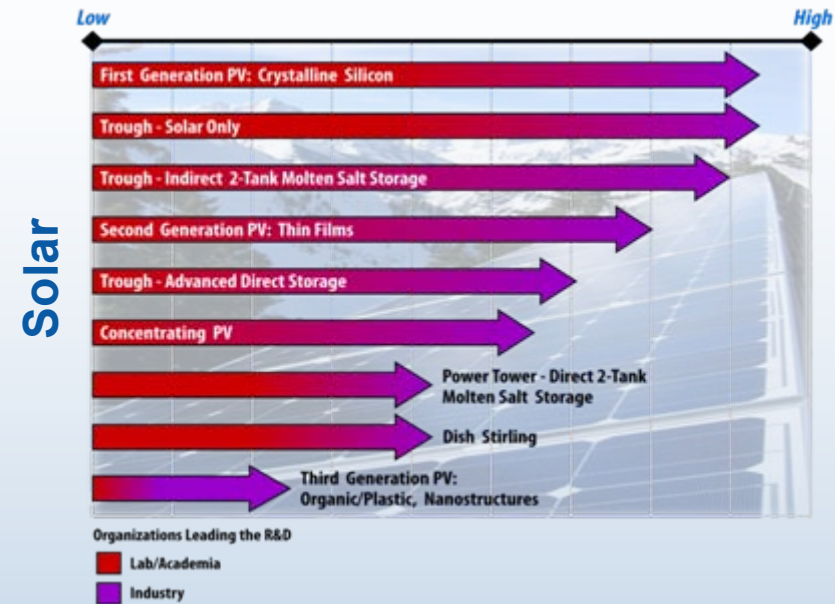 Low
High
First Generation PV: Crystalline Silicon
Trough - Solar Only
Trough - Indirect 2-Tank Molten Salt Storage
Second Generation PV: Thin Films
Trough - Advanced Direct Storage
Concentrating PV
Power Tower - Direct 2-Tank
Molten Salt Storage
Dish Stirling
Third Generation PV:
Organic/Plastic, Nanostructures
Solar
Organizations Leading the R&D
Lab/Academia
Industry